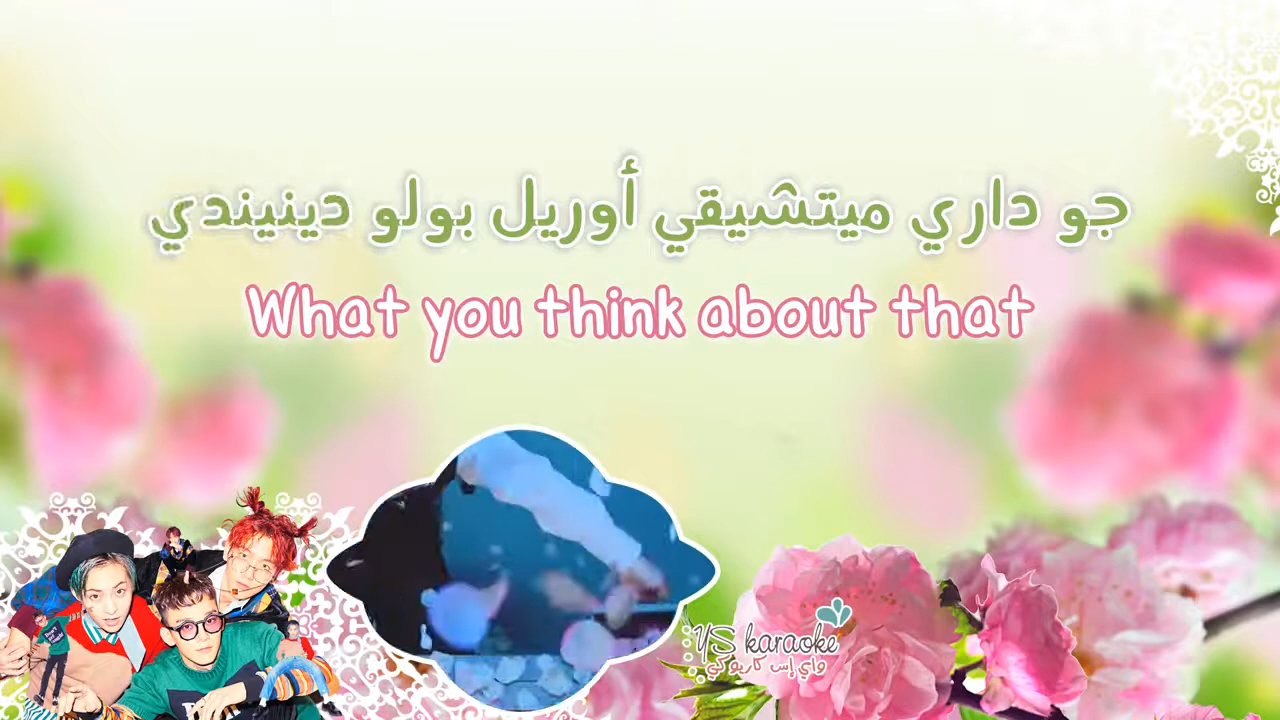 جو داري ميتشيقي أوريل بولو دينيندي
What you think about that
YS karaoke
واي إس كاريوكي